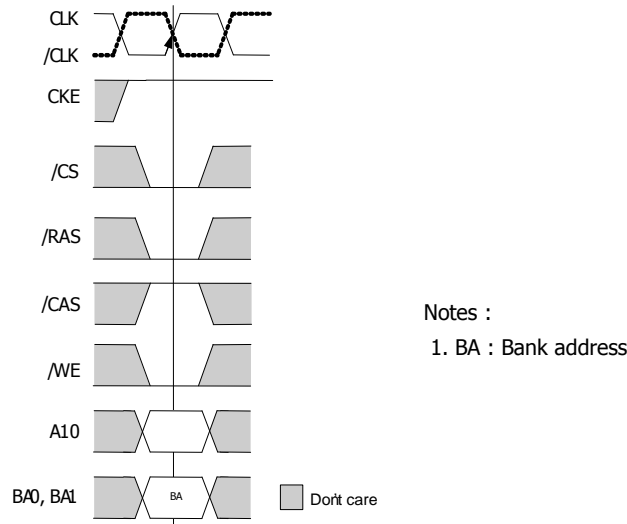 CLK
/CLK
CKE
/CS
/RAS
/CAS
/WE
A10
BA0, BA1
BA
Don't care
Notes :
1. BA : Bank address